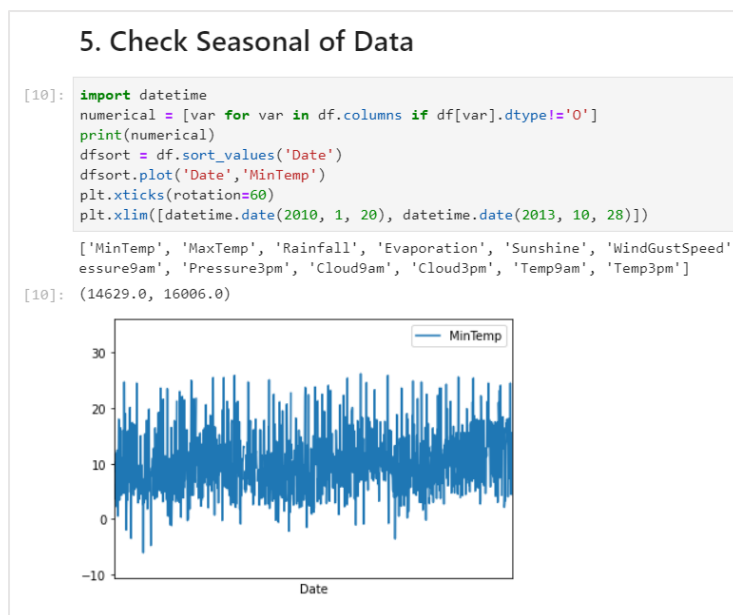 5. Check Seasonal of Data
[10]: import datetime
numerical = [var for var in df.columns if df[var].dtype!='O']
print(numerical)
dfsort = df.sort_values('Date')
dfsort.plot('Date','MinTemp')
plt.xticks(rotation=60)
plt.xlim([datetime.date(2010, 1, 20), datetime.date(2013, 10, 28)])
['MinTemp', 'MaxTemp', 'Rainfall', 'Evaporation', 'Sunshine', 'WindGustSpeed'
essure9am', 'Pressure3pm', 'Cloud9am', 'Cloud3pm', 'Temp9am', 'Temp3pm']
[10]: (14629.0, 16006.0)
MinTemp
30
20
10
0
−10
Date